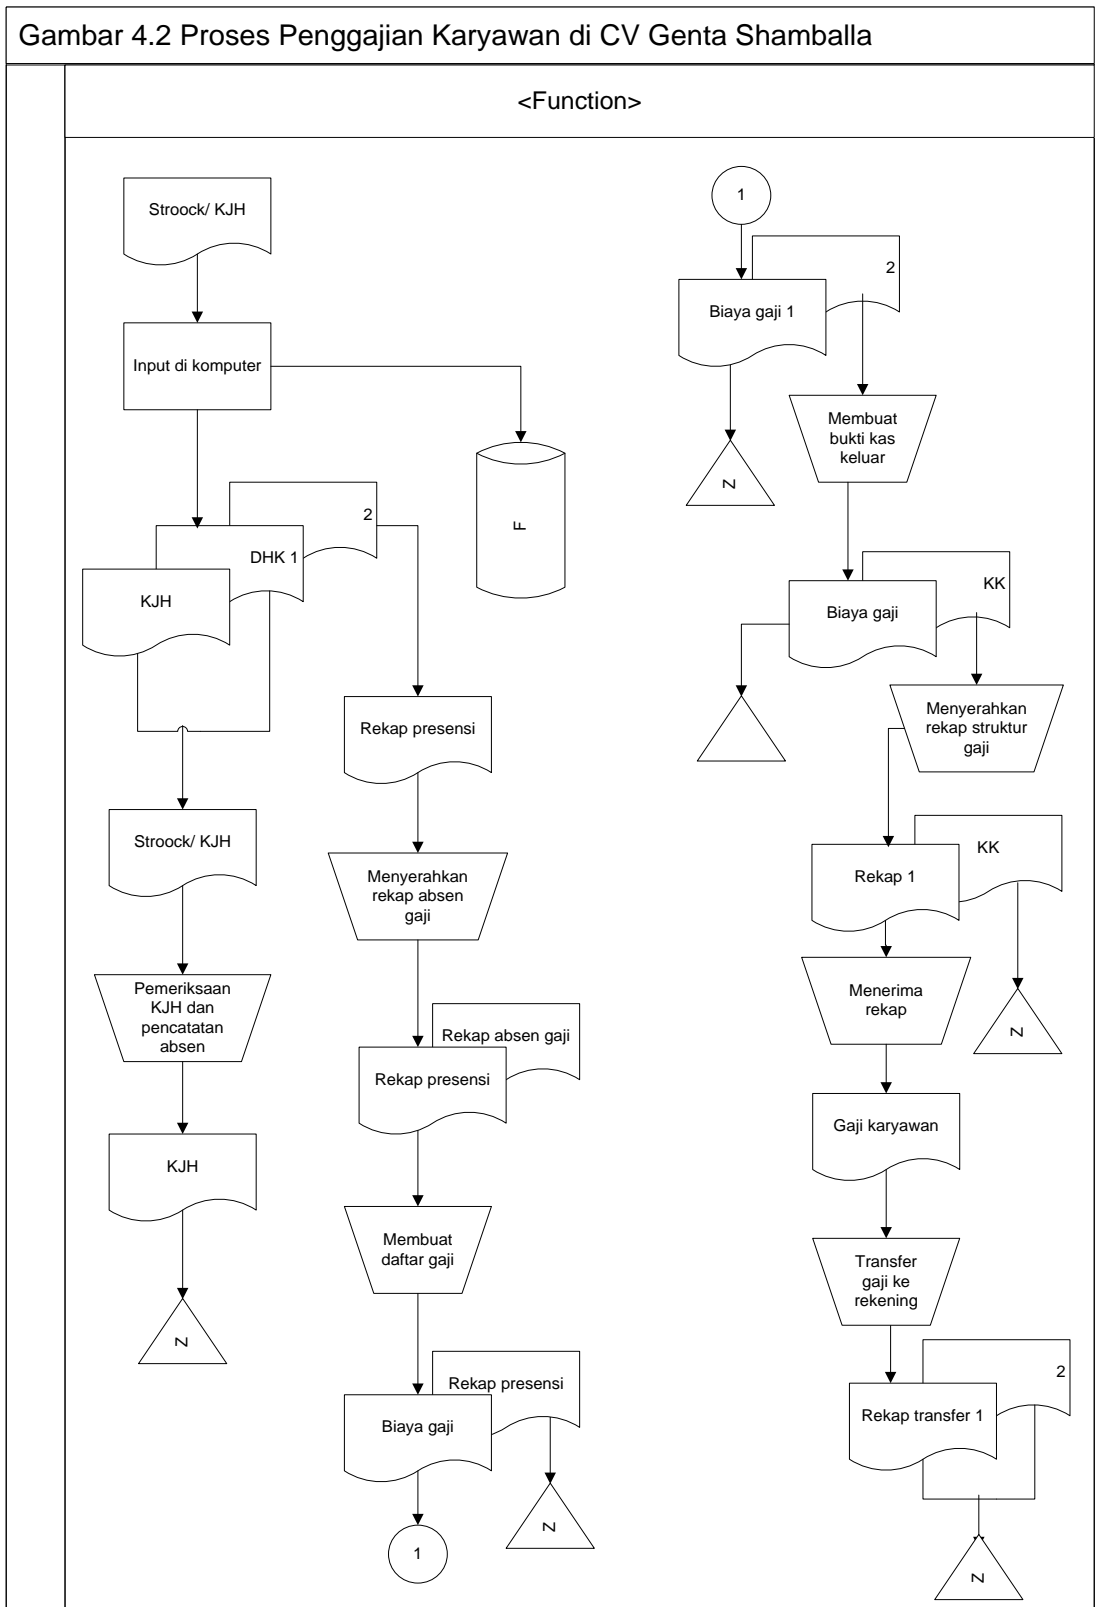 Gambar 4.2 Proses Penggajian Karyawan di CV Genta Shamballa
<Function>
Stroock/ KJH
Input di komputer
F
2
DHK 1
KJH
Stroock/ KJH
Pemeriksaan
KJH dan
pencatatan
absen
KJH
Z
Rekap presensi
Menyerahkan
rekap absen
gaji
Rekap absen gaji
Rekap presensi
Membuat
daftar gaji
Rekap presensi
Biaya gaji
Z
1
1
2
Biaya gaji 1
Z
Membuat
bukti kas
keluar
KK
Biaya gaji
Menyerahkan
rekap struktur
gaji
KK
Rekap 1
Z
Menerima
rekap
Gaji karyawan
Transfer
gaji ke
rekening
2
Rekap transfer 1
Z